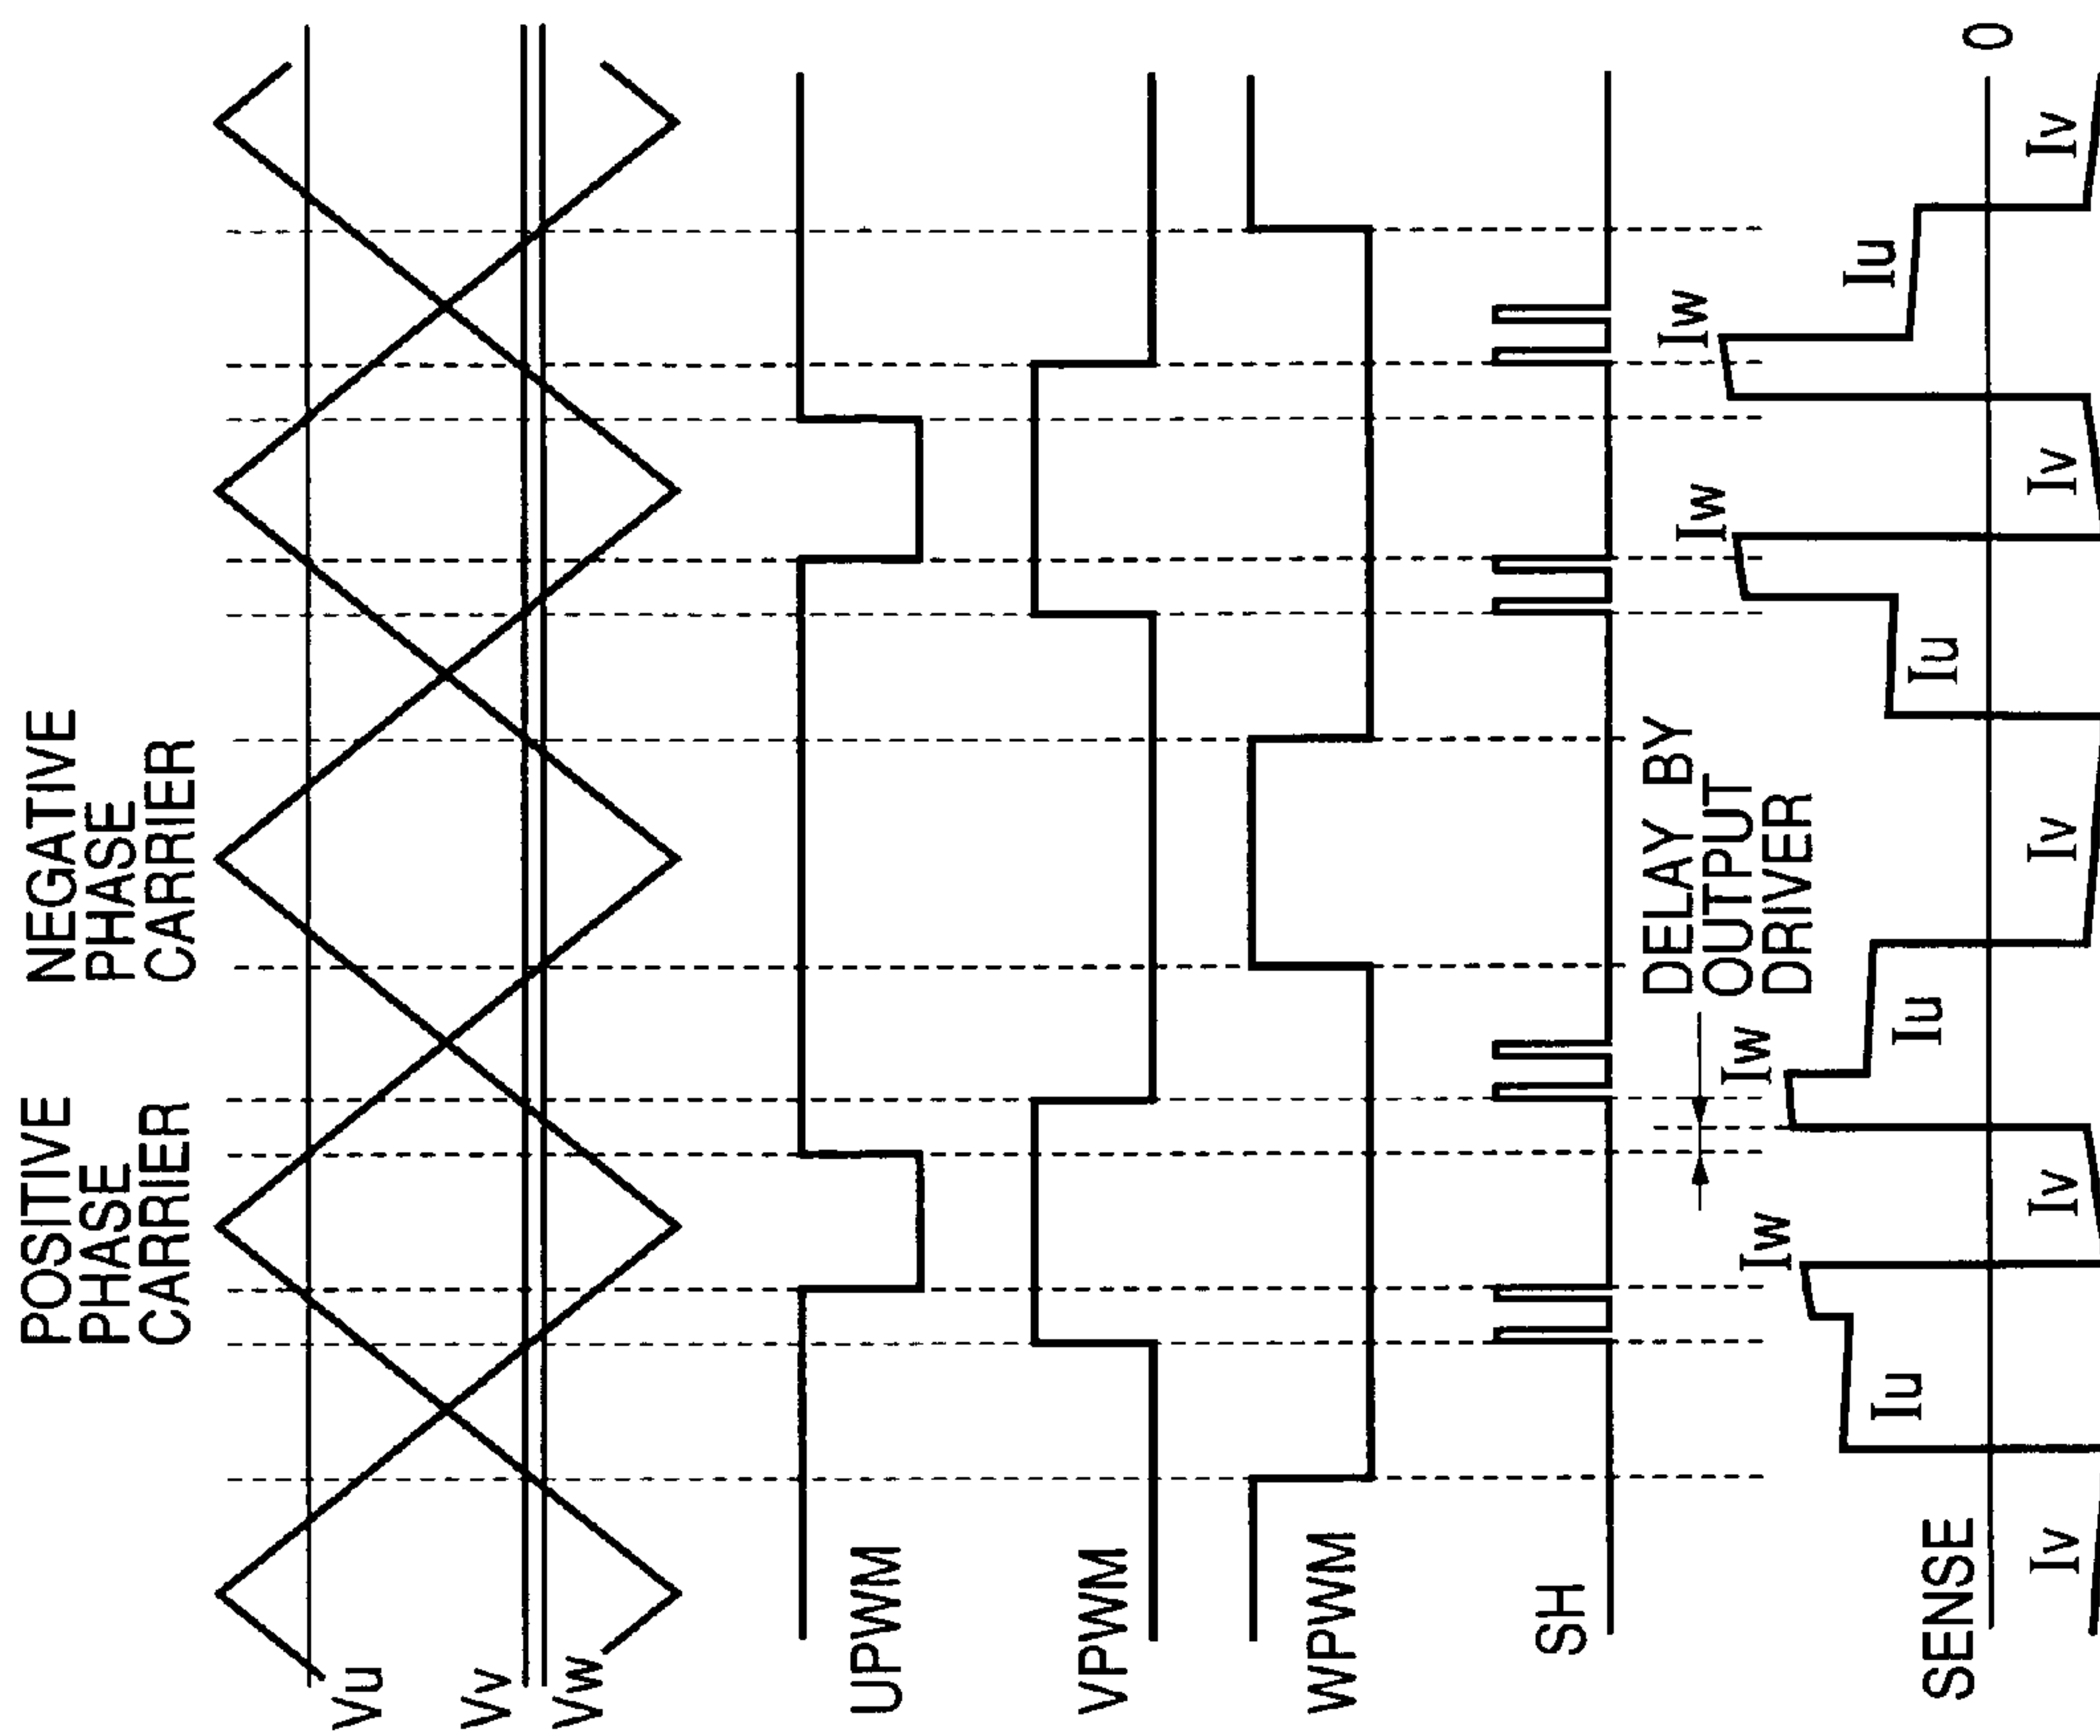 POSITIVE
PHASE
CARRIER
NEGATIVE
PHASE
CARRIER
Vu
Vv
Vw
UPWM
VPWM
WPWM
SH
DELAY BY
OUTPUT
DRIVER
SENSE
0
Iv
Iu
Iw
Iv
Iw
Iu
Iv
Iu
Iw
Iv
Iw
Iu
Iv